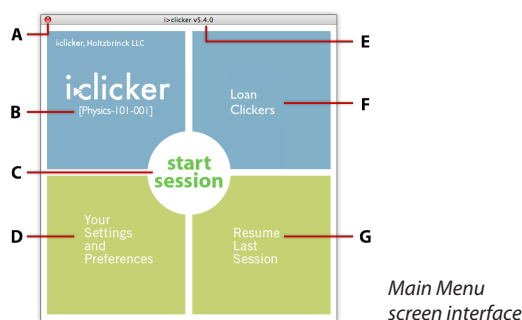 A
i>clicker v5.4.0
E
i>clicker, Holtzbrinck LLC
i>clicker
[Physics-101-001]
B
Loan
Clickers
F
C
start
session
D
Your
Settings
and
Preferences
Resume
Last
Session
G
Main Menu
screen interface